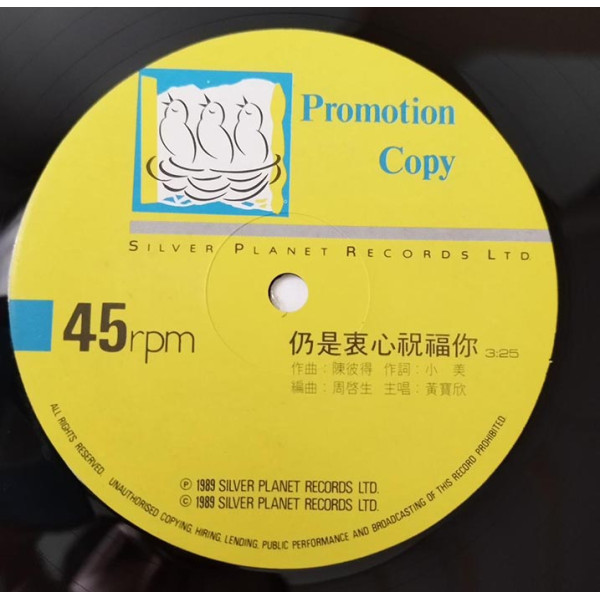 Promotion
Copy
SILVER PLANET RECORDS LTD
45rpm
仍是衷心祝福你 3:25
作曲：陳彼得 作詞：小 美
編曲：周啓生 主唱：黃寶欣
℗ 1989 SILVER PLANET RECORDS LTD.
© 1989 SILVER PLANET RECORDS LTD.
ALL RIGHTS RESERVED. UNAUTHORISED COPYING, HIRING, LENDING, PUBLIC PERFORMANCE AND BROADCASTING OF THIS RECORD PROHIBITED.